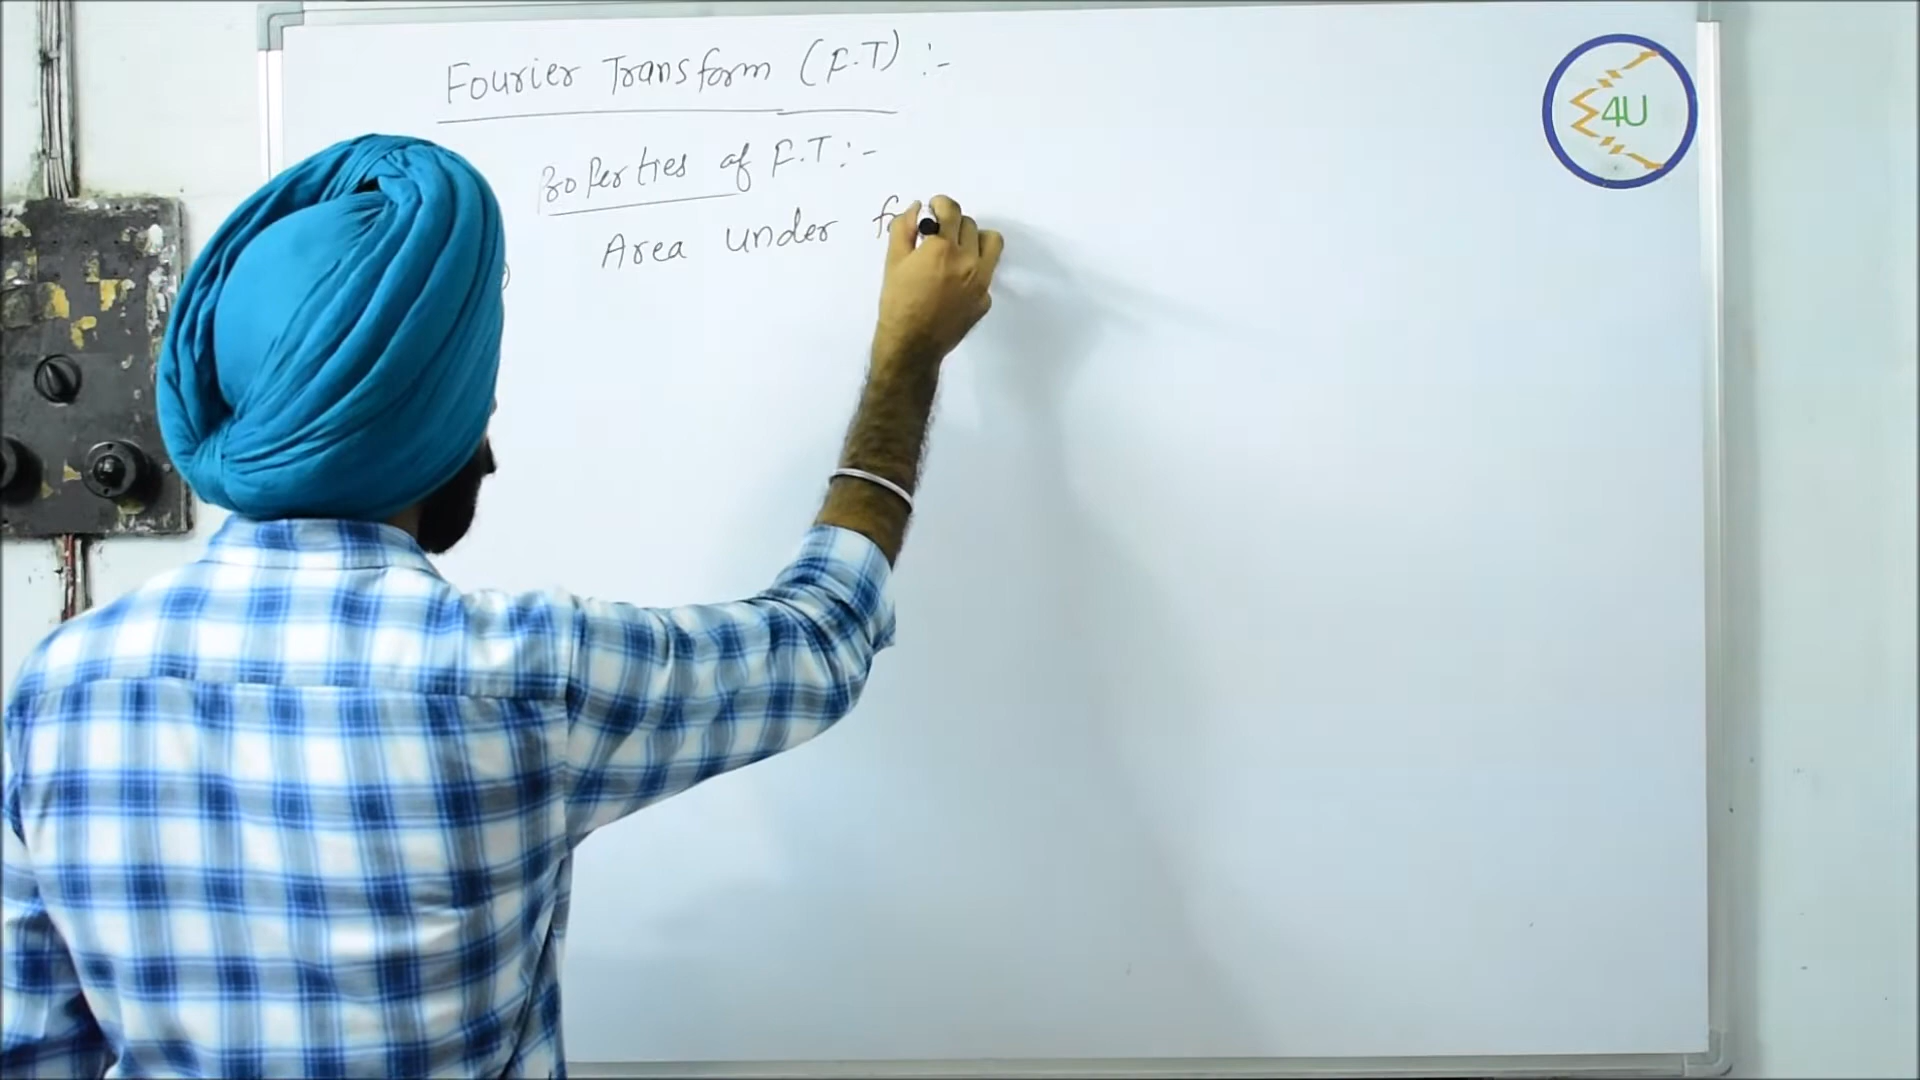 Fourier Transform (F.T) :-
Properties of F.T :-
Area under
4U